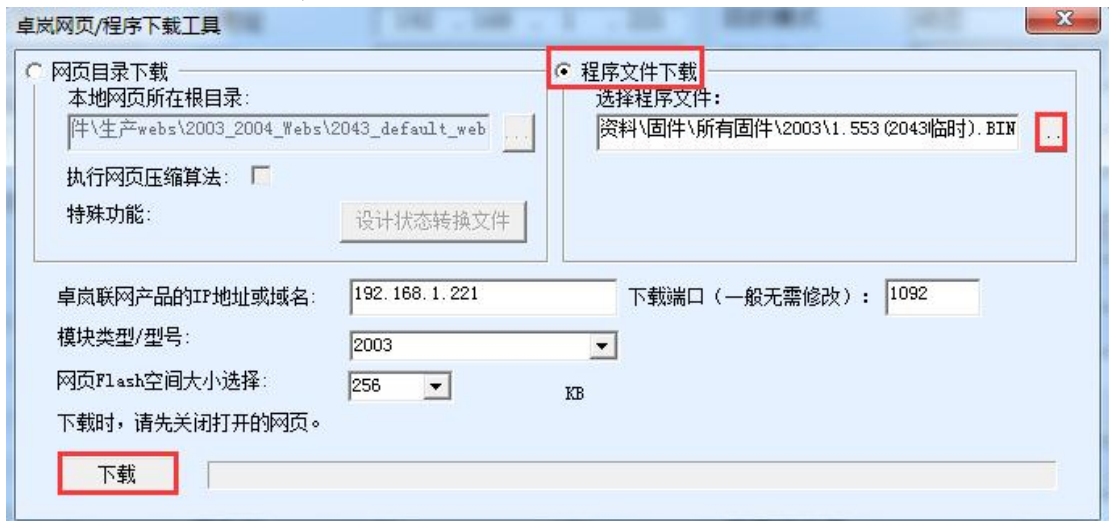 卓岚网页/程序下载工具
网页目录下载
本地网页所在根目录:
件\生产webs\2003_2004_Webs\2043_default_web
...
执行网页压缩算法:
特殊功能:
设计状态转换文件
程序文件下载
选择程序文件:
资料\固件\所有固件\2003\1.553(2043临时).BIN
..
卓岚联网产品的IP地址或域名:
192.168.1.221
下载端口（一般无需修改）:
1092
模块类型/型号:
2003
网页Flash空间大小选择:
256
KB
下载时，请先关闭打开的网页。
下载